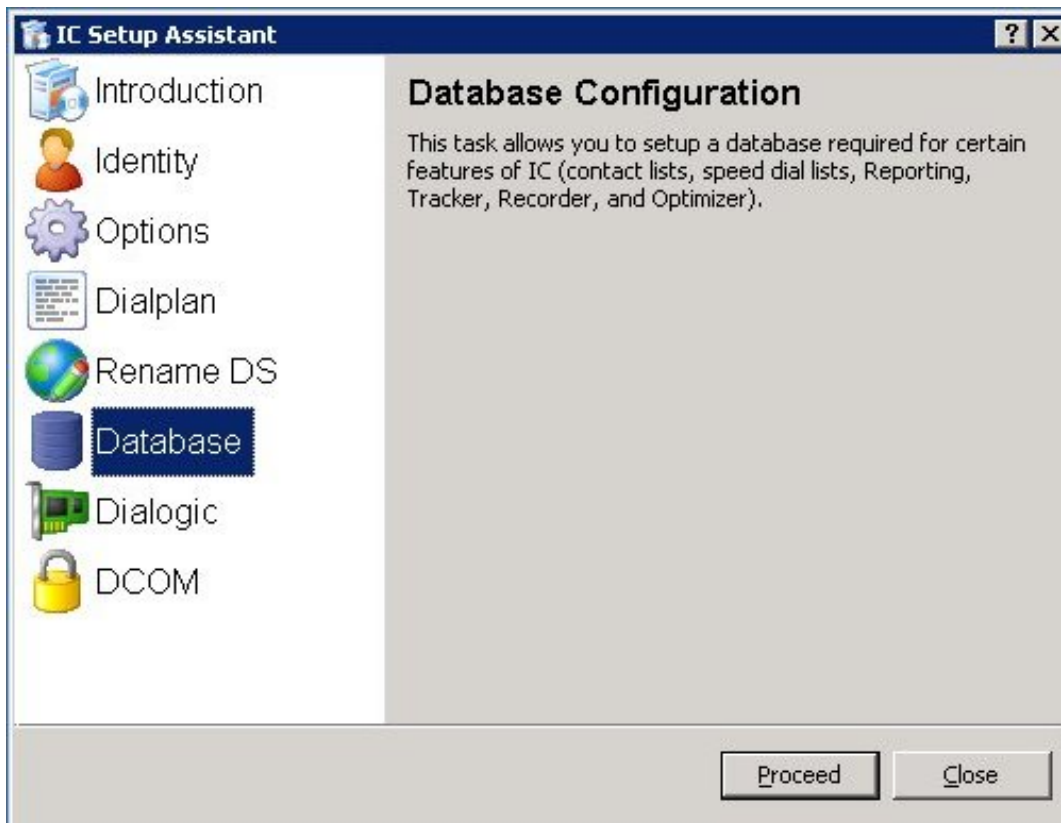 IC Setup Assistant
?
Introduction
Identity
Options
Dialplan
Rename DS
Database
Dialogic
DCOM
Database Configuration
This task allows you to setup a database required for certain
features of IC (contact lists, speed dial lists, Reporting,
Tracker, Recorder, and Optimizer).
Proceed
Close